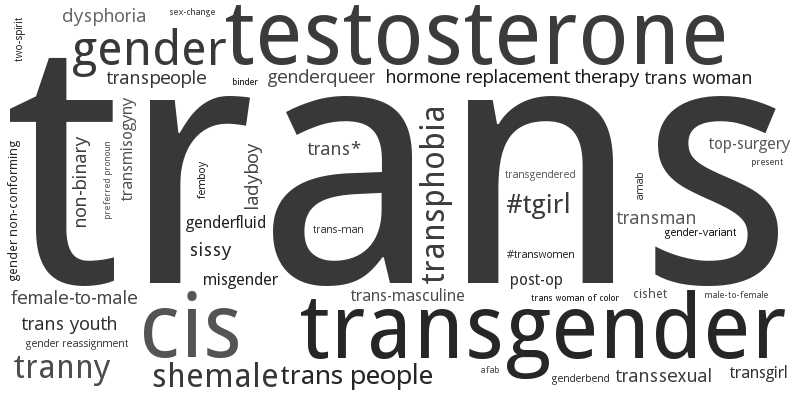 two-spirit
dysphoria
sex-change
gender
testosterone
transpeople
binder
genderqueer
hormone replacement therapy
trans woman
trans
gender non-conforming
non-binary
preferred pronoun
transmisogyny
femboy
ladyboy
trans*
transphobia
transgendered
#tgirl
amab
top-surgery
present
transman
gender-variant
genderfluid
trans-man
sissy
#transwomen
misgender
post-op
female-to-male
cis
trans-masculine
trans woman of color
cishet
male-to-female
trans youth
transgender
gender reassignment
tranny
shemale
trans people
afab
genderbend
transsexual
transgirl